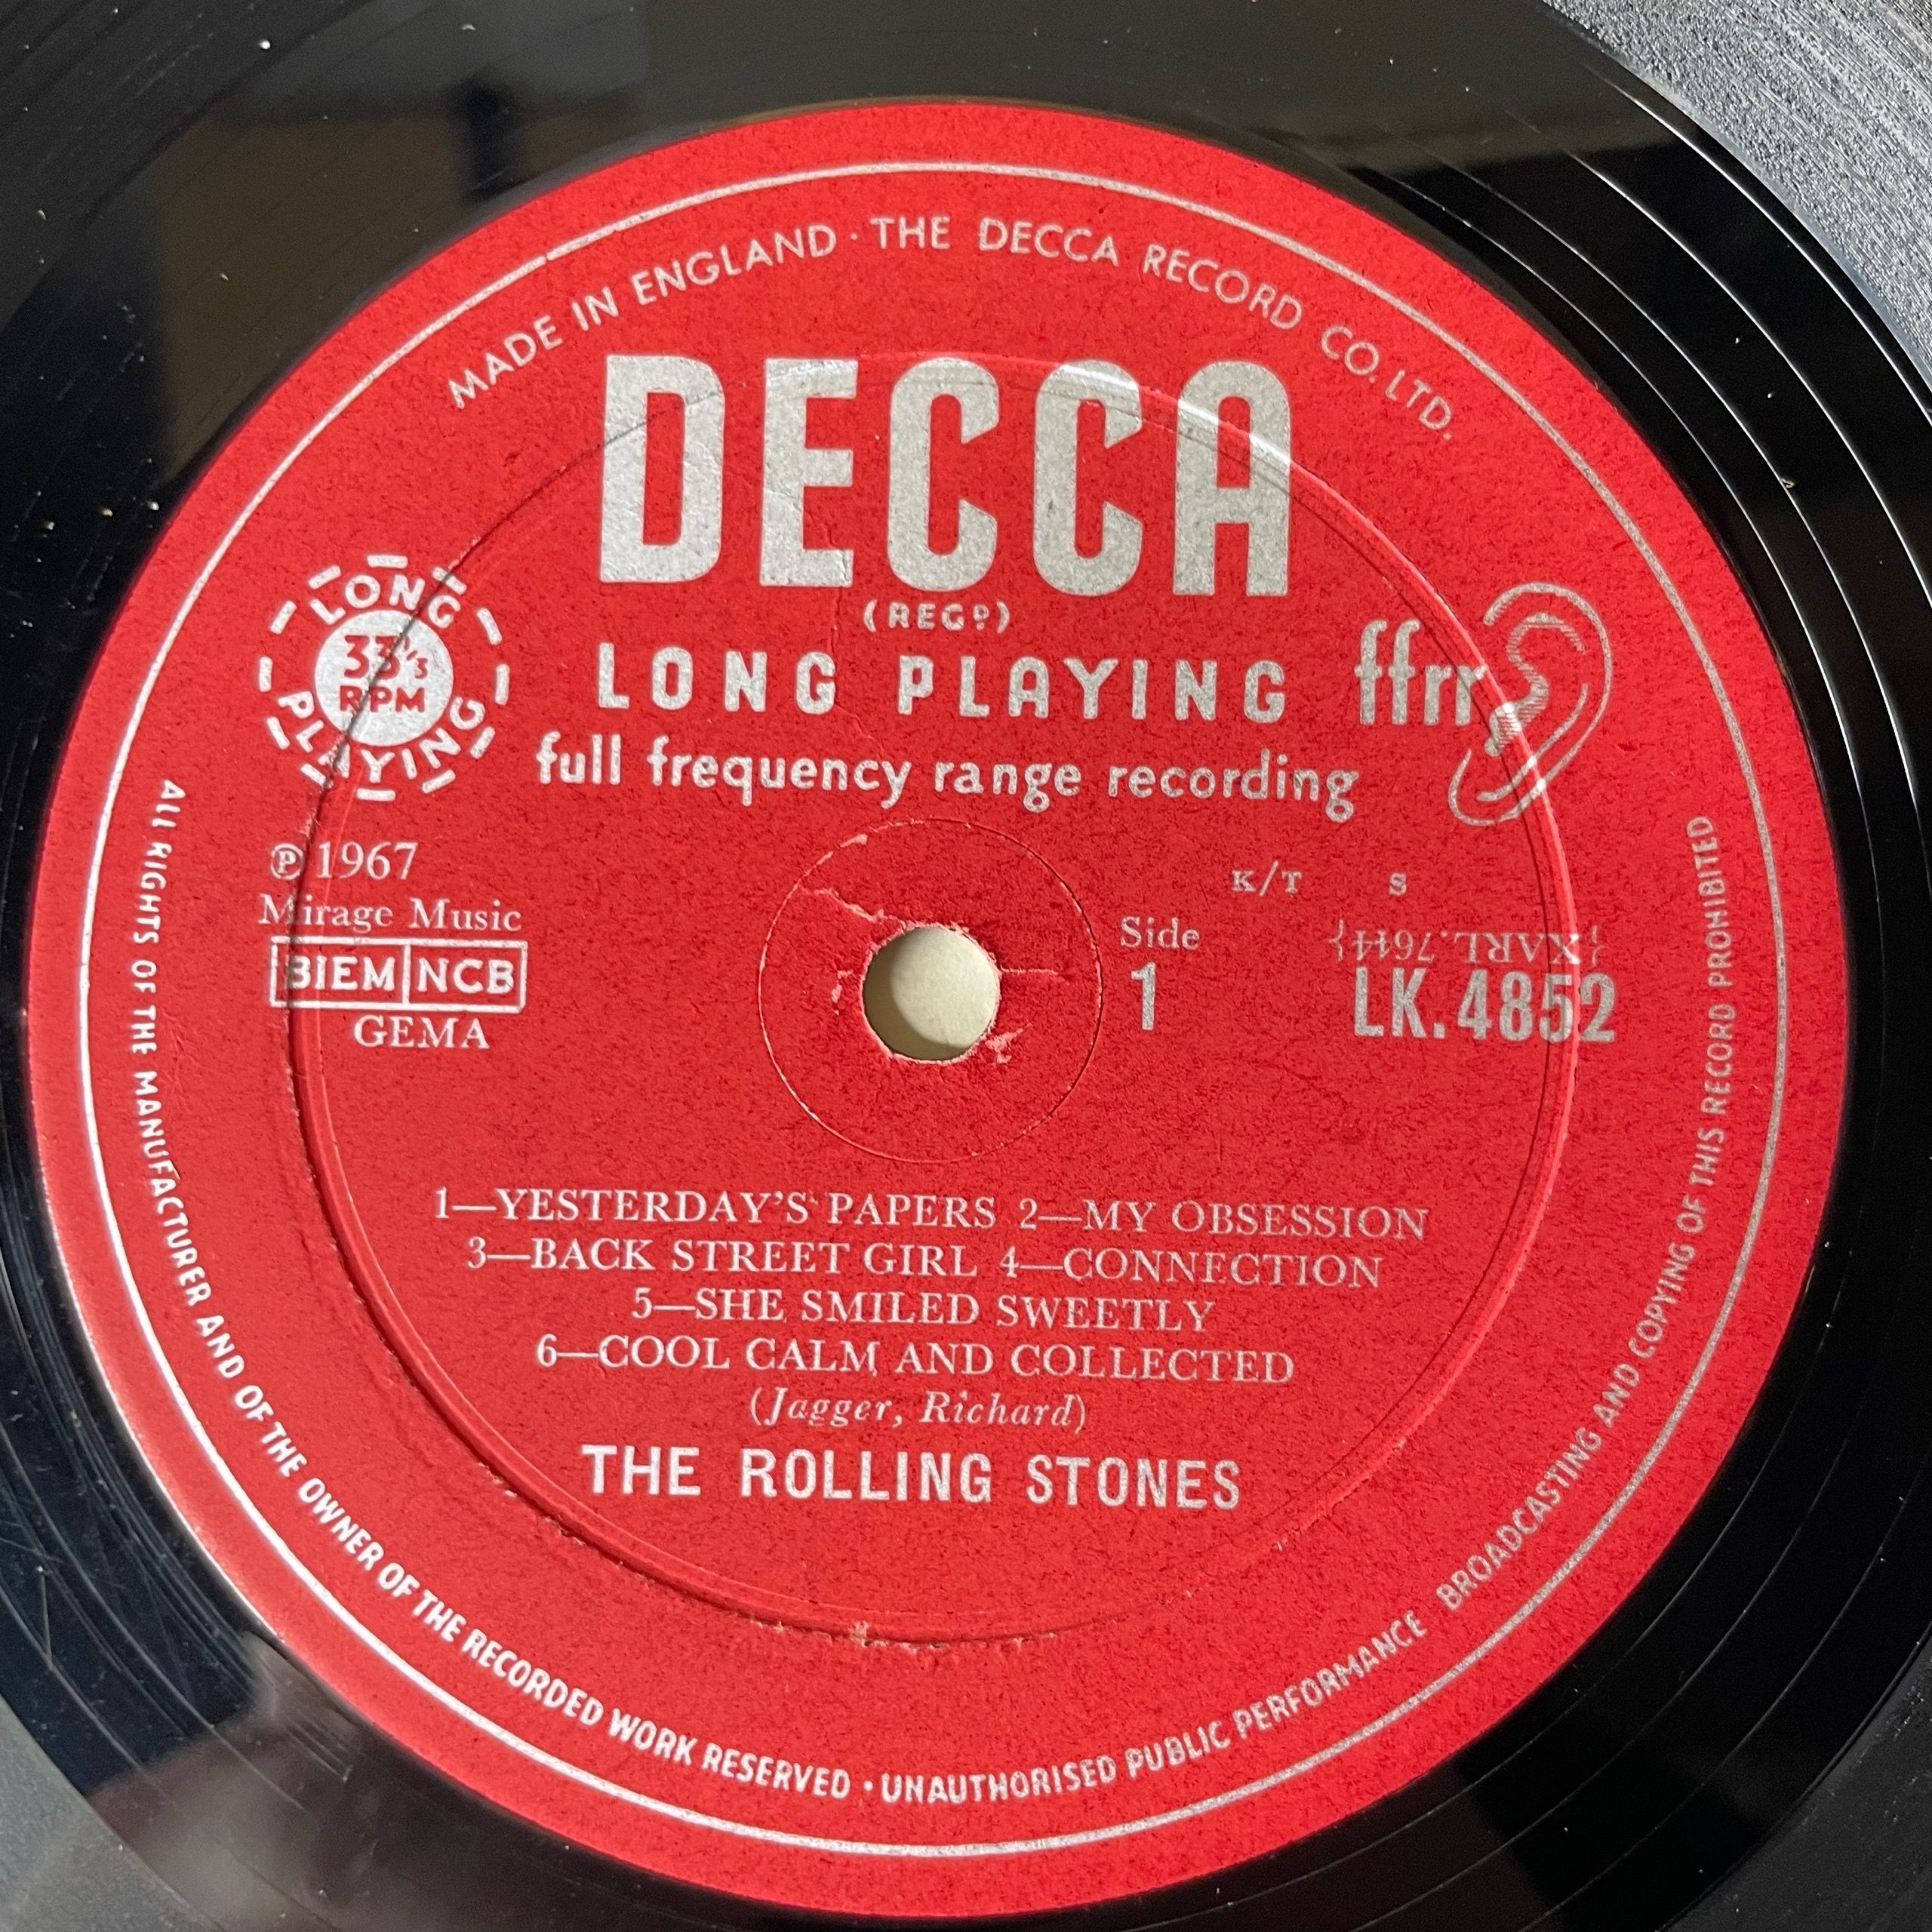 MADE IN ENGLAND · THE DECCA RECORD CO. LTD.
DECCA
(REGD)
LONG PLAYING
ffrr
full frequency range recording
LONG PLAYING
33⅓
RPM
℗ 1967
Mirage Music
BIEM NCB
GEMA
K/T S
Side
1
{XARL.7644}
LK.4852
1—YESTERDAY'S PAPERS 2—MY OBSESSION
3—BACK STREET GIRL 4—CONNECTION
5—SHE SMILED SWEETLY
6—COOL CALM AND COLLECTED
(Jagger, Richard)
THE ROLLING STONES
ALL RIGHTS OF THE MANUFACTURER AND OF THE OWNER OF THE RECORDED WORK RESERVED · UNAUTHORISED PUBLIC PERFORMANCE BROADCASTING AND COPYING OF THIS RECORD PROHIBITED